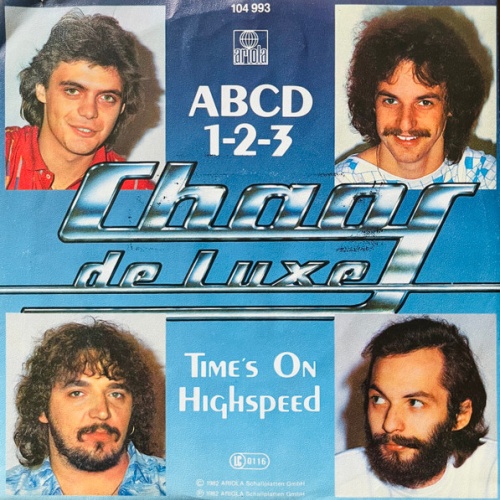 104 993
ariola
ABCD
1-2-3
Chaos
de Luxe
TIME'S ON
HIGHSPEED
LC 0116
© 1982 ARIOLA Schallplatten GmbH
℗ 1982 ARIOLA Schallplatten GmbH